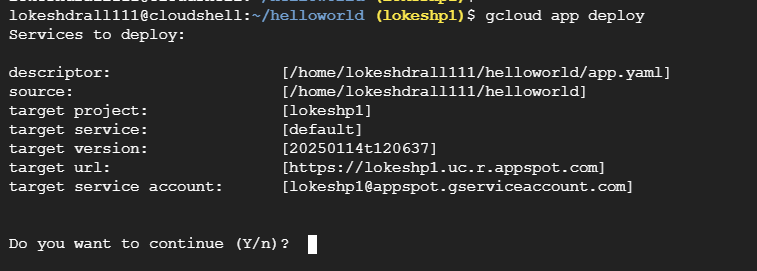 lokeshdrall111@cloudshell:~/helloworld (lokeshp1)$ gcloud app deploy
Services to deploy:
descriptor: [/home/lokeshdrall111/helloworld/app.yaml]
source: [/home/lokeshdrall111/helloworld]
target project: [lokeshp1]
target service: [default]
target version: [20250114t120637]
target url: [https://lokeshp1.uc.r.appspot.com]
target service account: [lokeshp1@appspot.gserviceaccount.com]
Do you want to continue (Y/n)?